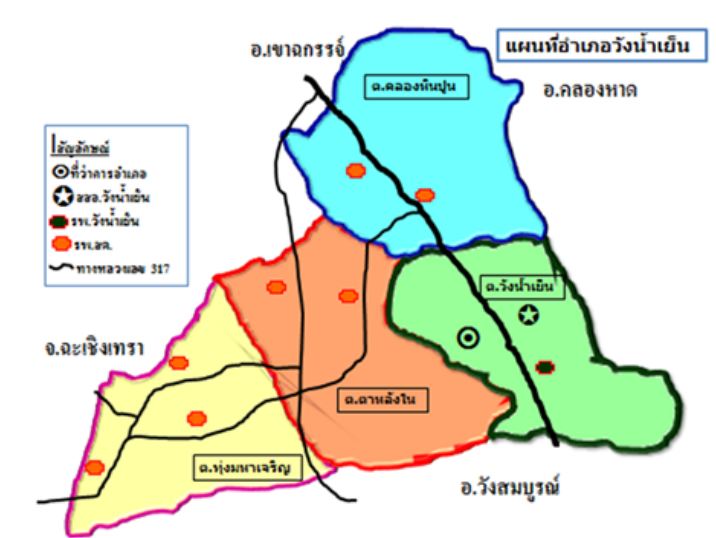 แผนที่อำเภอวังน้ำเย็น
อ.เขาฉกรรจ์
ต.คลองหินปูน
อ.คลองหาด
สัญลักษณ์
ที่ว่าการอำเภอ
สสอ.วังน้ำเย็น
รพ.วังน้ำเย็น
รพ.สต.
ทางหลวงเลข 317
ต.วังน้ำเย็น
จ.ฉะเชิงเทรา
ต.ตาหลังใน
ต.ทุ่งมหาเจริญ
อ.วังสมบูรณ์